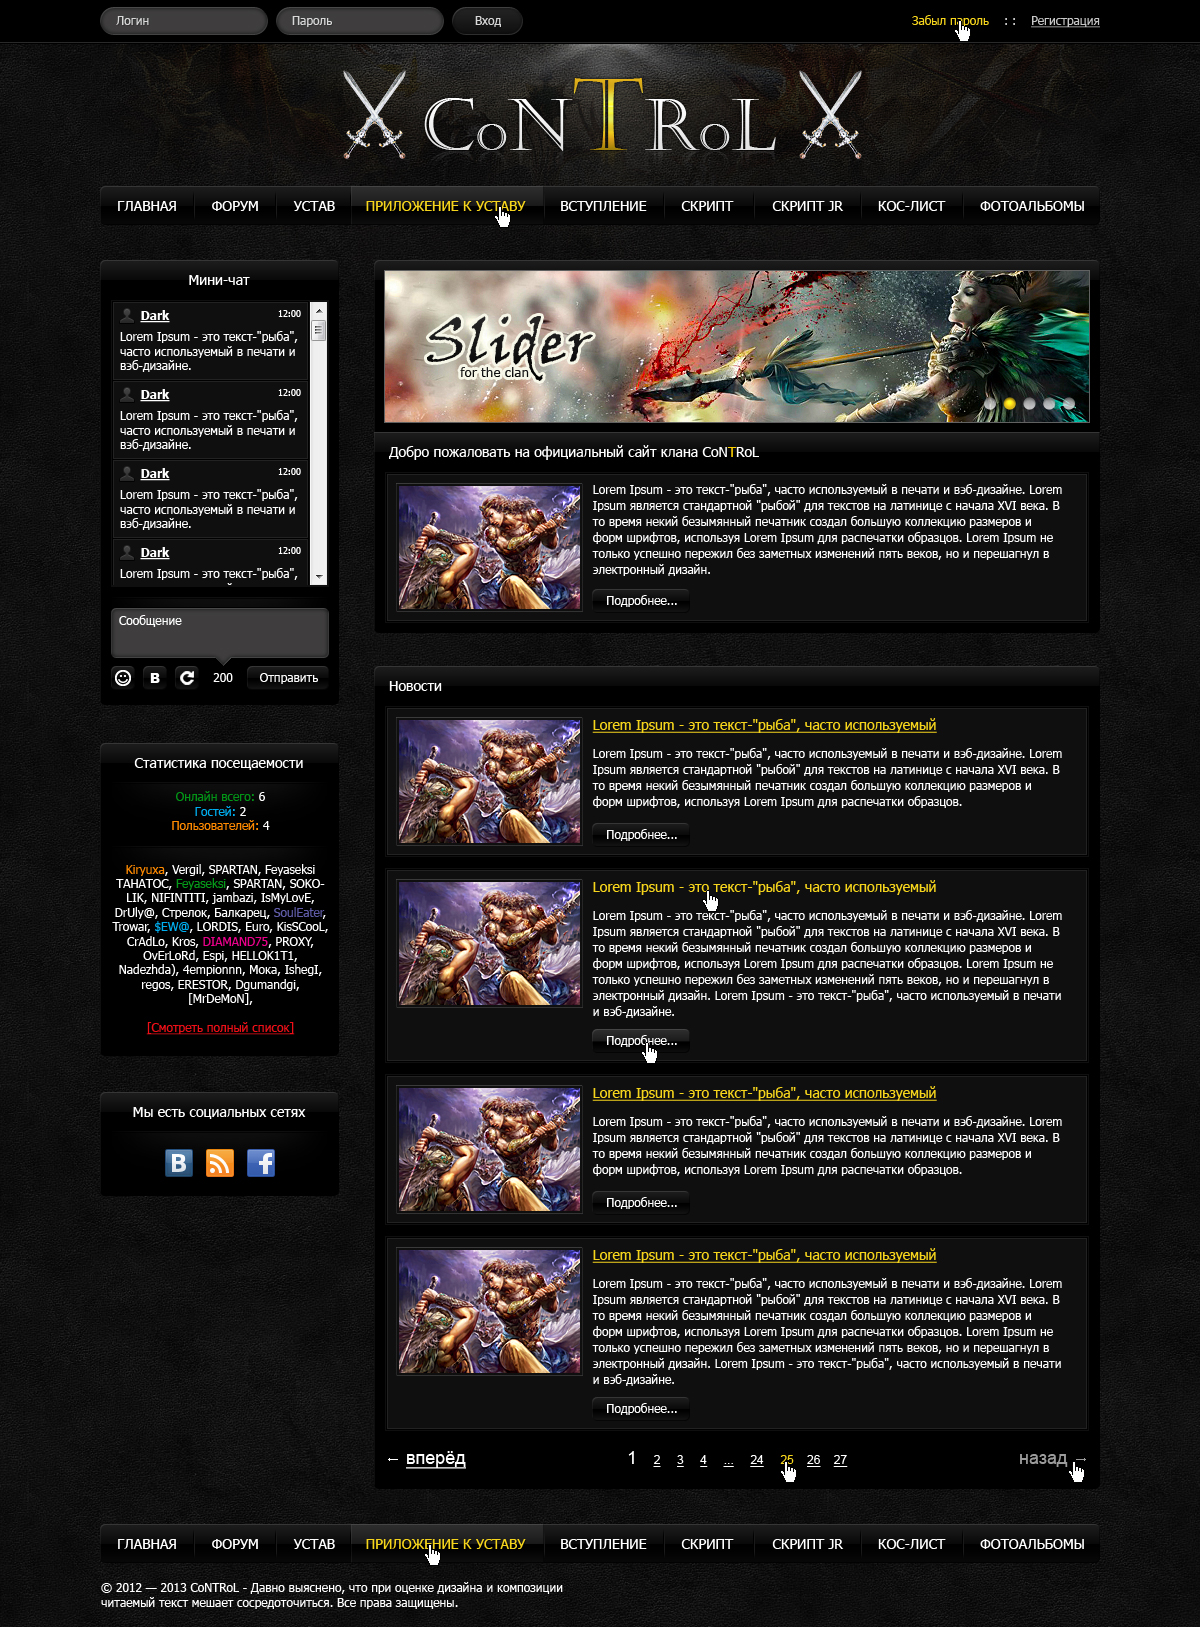 Логин
Пароль
Вход
Забыл пароль
::
Регистрация
CoNTRoL
ГЛАВНАЯ
ФОРУМ
УСТАВ
ПРИЛОЖЕНИЕ К УСТАВУ
ВСТУПЛЕНИЕ
СКРИПТ
СКРИПТ JR
КОС-ЛИСТ
ФОТОАЛЬБОМЫ
Мини-чат
Dark 12:00
Lorem Ipsum - это текст-"рыба",
часто используемый в печати и
вэб-дизайне.
Dark 12:00
Lorem Ipsum - это текст-"рыба",
часто используемый в печати и
вэб-дизайне.
Dark 12:00
Lorem Ipsum - это текст-"рыба",
часто используемый в печати и
вэб-дизайне.
Dark 12:00
Lorem Ipsum - это текст-"рыба",
Сообщение
B
200
Отправить
Статистика посещаемости
Онлайн всего: 6
Гостей: 2
Пользователей: 4
Kiryuxa, Vergil, SPARTAN, Feyaseksi
TAHATOC, Feyaseksi, SPARTAN, SOKO-
LIK, NIFINTITI, jambazi, IsMyLovE,
DrUly@, Стрелок, Балкарец, SoulEater,
Trowar, $EW@, LORDIS, Euro, KisSCooL,
CrAdLo, Kros, DIAMAND75, PROXY,
OvErLoRd, Espi, HELLOK1T1,
Nadezhda), 4empionnn, Мока, IshegI,
regos, ERESTOR, Dgumandgi,
[MrDeMoN],
[Смотреть полный список]
Мы есть социальных сетях
B
f
Slider
for the clan
Добро пожаловать на официальный сайт клана CoNTRoL
Lorem Ipsum - это текст-"рыба", часто используемый в печати и вэб-дизайне. Lorem
Ipsum является стандартной "рыбой" для текстов на латинице с начала XVI века. В
то время некий безымянный печатник создал большую коллекцию размеров и
форм шрифтов, используя Lorem Ipsum для распечатки образцов. Lorem Ipsum не
только успешно пережил без заметных изменений пять веков, но и перешагнул в
электронный дизайн.
Подробнее...
Новости
Lorem Ipsum - это текст-"рыба", часто используемый
Lorem Ipsum - это текст-"рыба", часто используемый в печати и вэб-дизайне. Lorem
Ipsum является стандартной "рыбой" для текстов на латинице с начала XVI века. В
то время некий безымянный печатник создал большую коллекцию размеров и
форм шрифтов, используя Lorem Ipsum для распечатки образцов.
Подробнее...
Lorem Ipsum - это текст-"рыба", часто используемый
Lorem Ipsum - это текст-"рыба", часто используемый в печати и вэб-дизайне. Lorem
Ipsum является стандартной "рыбой" для текстов на латинице с начала XVI века. В
то время некий безымянный печатник создал большую коллекцию размеров и
форм шрифтов, используя Lorem Ipsum для распечатки образцов. Lorem Ipsum не
только успешно пережил без заметных изменений пять веков, но и перешагнул в
электронный дизайн. Lorem Ipsum - это текст-"рыба", часто используемый в печати
и вэб-дизайне.
Подробнее...
Lorem Ipsum - это текст-"рыба", часто используемый
Lorem Ipsum - это текст-"рыба", часто используемый в печати и вэб-дизайне. Lorem
Ipsum является стандартной "рыбой" для текстов на латинице с начала XVI века. В
то время некий безымянный печатник создал большую коллекцию размеров и
форм шрифтов, используя Lorem Ipsum для распечатки образцов.
Подробнее...
Lorem Ipsum - это текст-"рыба", часто используемый
Lorem Ipsum - это текст-"рыба", часто используемый в печати и вэб-дизайне. Lorem
Ipsum является стандартной "рыбой" для текстов на латинице с начала XVI века. В
то время некий безымянный печатник создал большую коллекцию размеров и
форм шрифтов, используя Lorem Ipsum для распечатки образцов. Lorem Ipsum не
только успешно пережил без заметных изменений пять веков, но и перешагнул в
электронный дизайн. Lorem Ipsum - это текст-"рыба", часто используемый в печати
и вэб-дизайне.
Подробнее...
← вперёд
1 2 3 4 ... 24 25 26 27
назад →
ГЛАВНАЯ
ФОРУМ
УСТАВ
ПРИЛОЖЕНИЕ К УСТАВУ
ВСТУПЛЕНИЕ
СКРИПТ
СКРИПТ JR
КОС-ЛИСТ
ФОТОАЛЬБОМЫ
© 2012 — 2013 CoNTRoL - Давно выяснено, что при оценке дизайна и композиции
читаемый текст мешает сосредоточиться. Все права защищены.